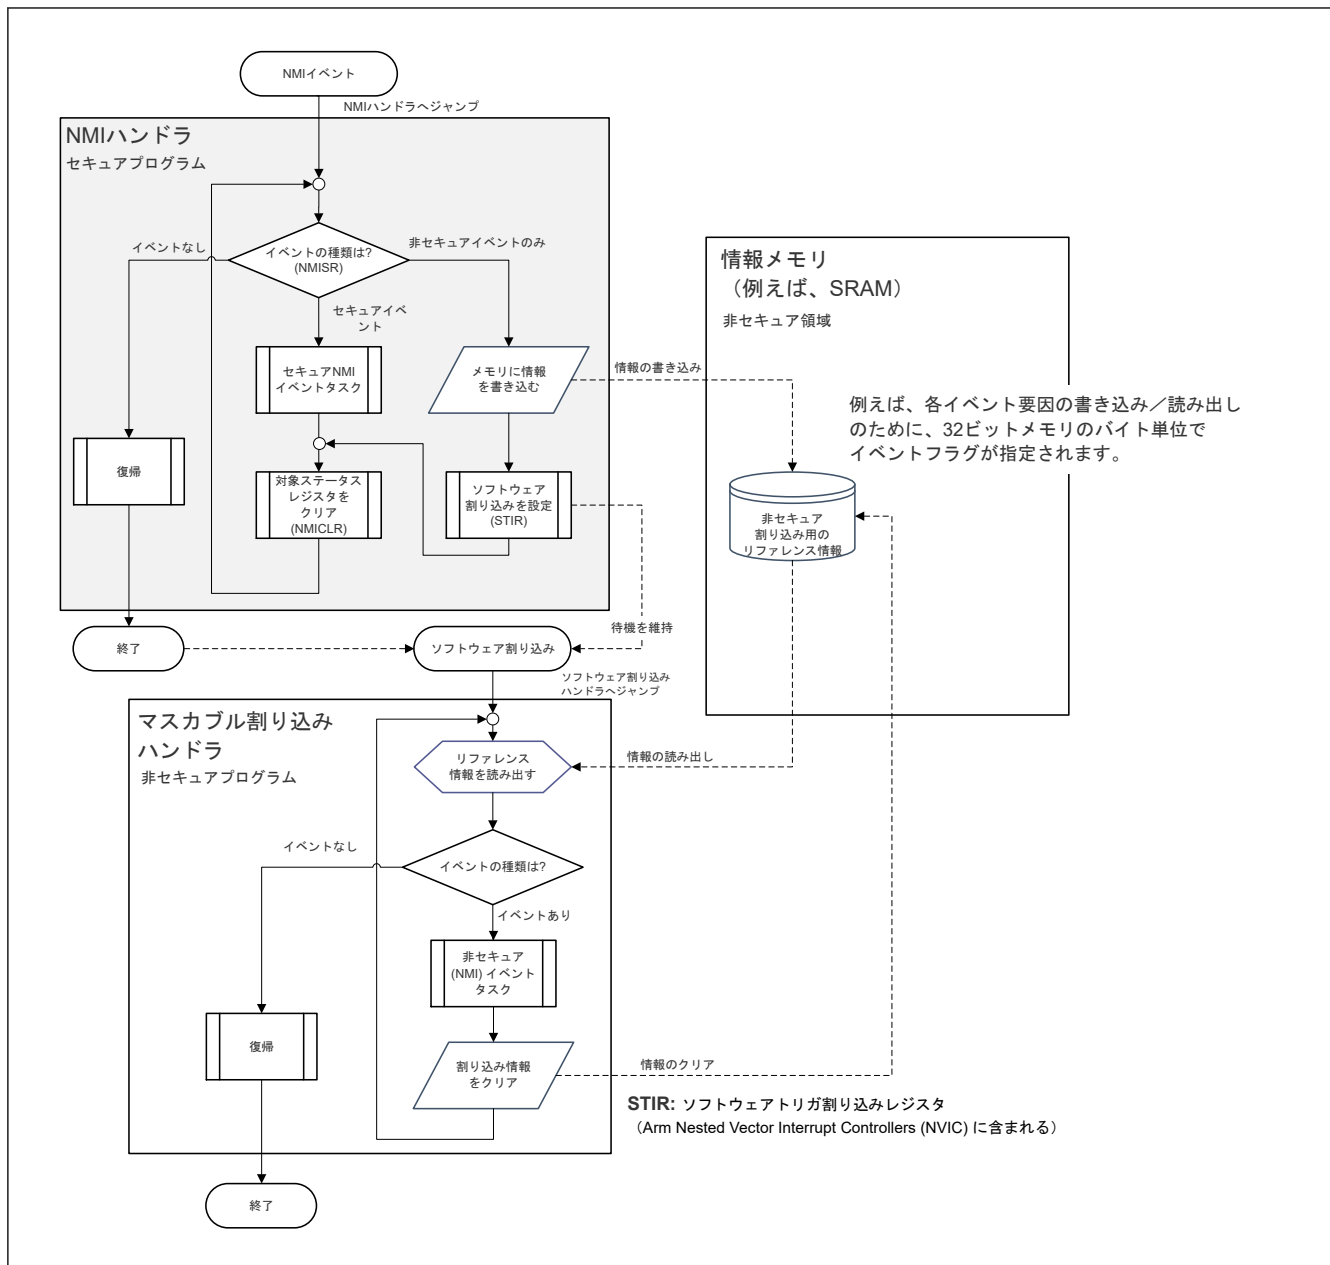 NMIイベント
NMIハンドラへジャンプ
NMIハンドラ
セキュアプログラム
イベントなし
イベントの種類は?
(NMISR)
非セキュアイベントのみ
セキュアイベ
ント
セキュアNMI
イベントタスク
メモリに情報
を書き込む
情報の書き込み
情報メモリ
（例えば、SRAM）
非セキュア領域
例えば、各イベント要因の書き込み／読み出し
のために、32ビットメモリのバイト単位で
イベントフラグが指定されます。
復帰
対象ステータス
レジスタを
クリア
(NMICLR)
ソフトウェア
割り込みを設定
(STIR)
非セキュア
割り込み用の
リファレンス情報
待機を維持
終了
ソフトウェア割り込み
ソフトウェア割り込み
ハンドラへジャンプ
マスカブル割り込み
ハンドラ
非セキュアプログラム
リファレンス
情報を読み出す
情報の読み出し
イベントなし
イベントの種類は?
イベントあり
非セキュア
(NMI) イベント
タスク
復帰
割り込み情報
をクリア
情報のクリア
STIR: ソフトウェアトリガ割り込みレジスタ
（Arm Nested Vector Interrupt Controllers (NVIC) に含まれる）
終了